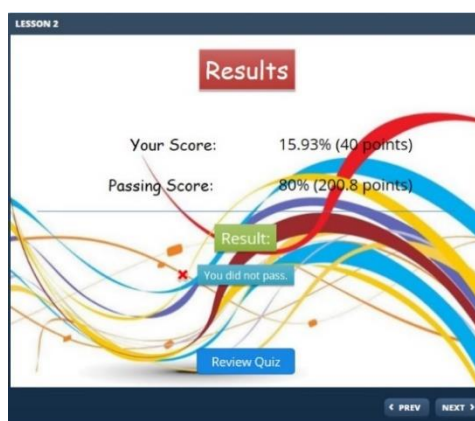 LESSON 2
Results
Your Score: 15.93% (40 points)
Passing Score: 80% (200.8 points)
Result:
You did not pass.
Review Quiz
PREV NEXT